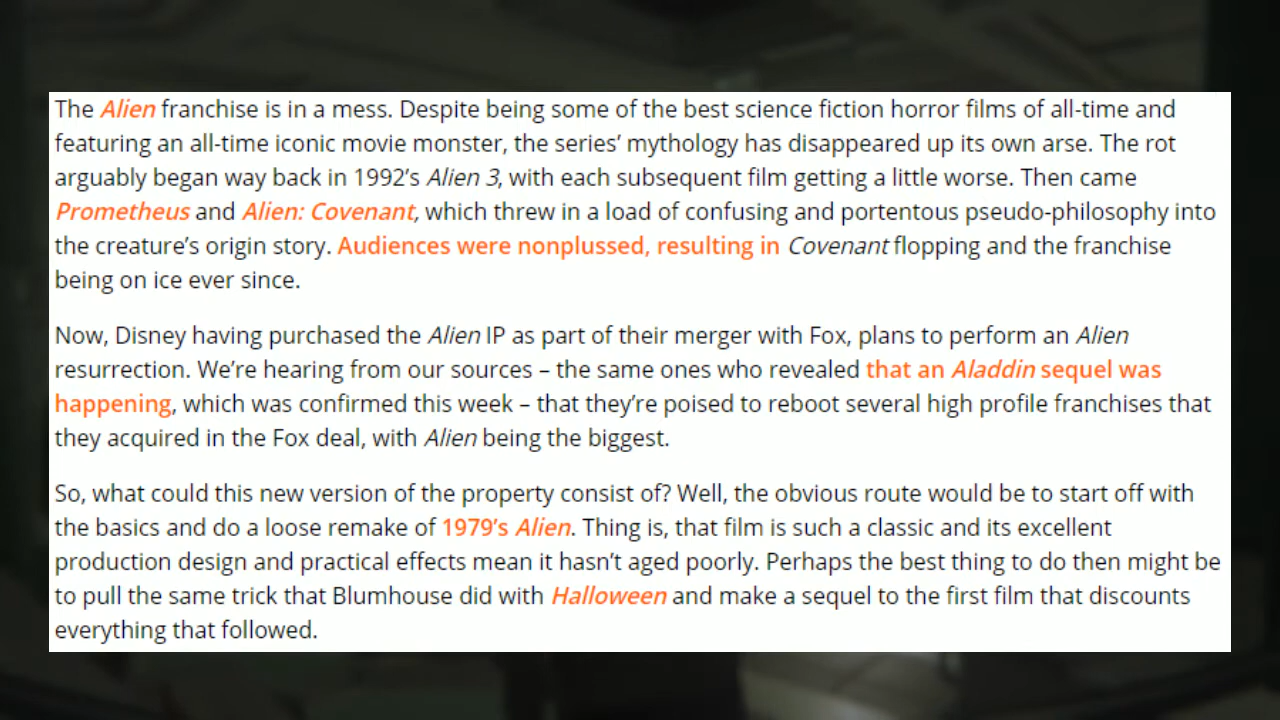 The Alien franchise is in a mess. Despite being some of the best science fiction horror films of all-time and
featuring an all-time iconic movie monster, the series’ mythology has disappeared up its own arse. The rot
arguably began way back in 1992’s Alien 3, with each subsequent film getting a little worse. Then came
Prometheus and Alien: Covenant, which threw in a load of confusing and portentous pseudo-philosophy into
the creature’s origin story. Audiences were nonplussed, resulting in Covenant flopping and the franchise
being on ice ever since.
Now, Disney having purchased the Alien IP as part of their merger with Fox, plans to perform an Alien
resurrection. We’re hearing from our sources – the same ones who revealed that an Aladdin sequel was
happening, which was confirmed this week – that they’re poised to reboot several high profile franchises that
they acquired in the Fox deal, with Alien being the biggest.
So, what could this new version of the property consist of? Well, the obvious route would be to start off with
the basics and do a loose remake of 1979’s Alien. Thing is, that film is such a classic and its excellent
production design and practical effects mean it hasn’t aged poorly. Perhaps the best thing to do then might be
to pull the same trick that Blumhouse did with Halloween and make a sequel to the first film that discounts
everything that followed.